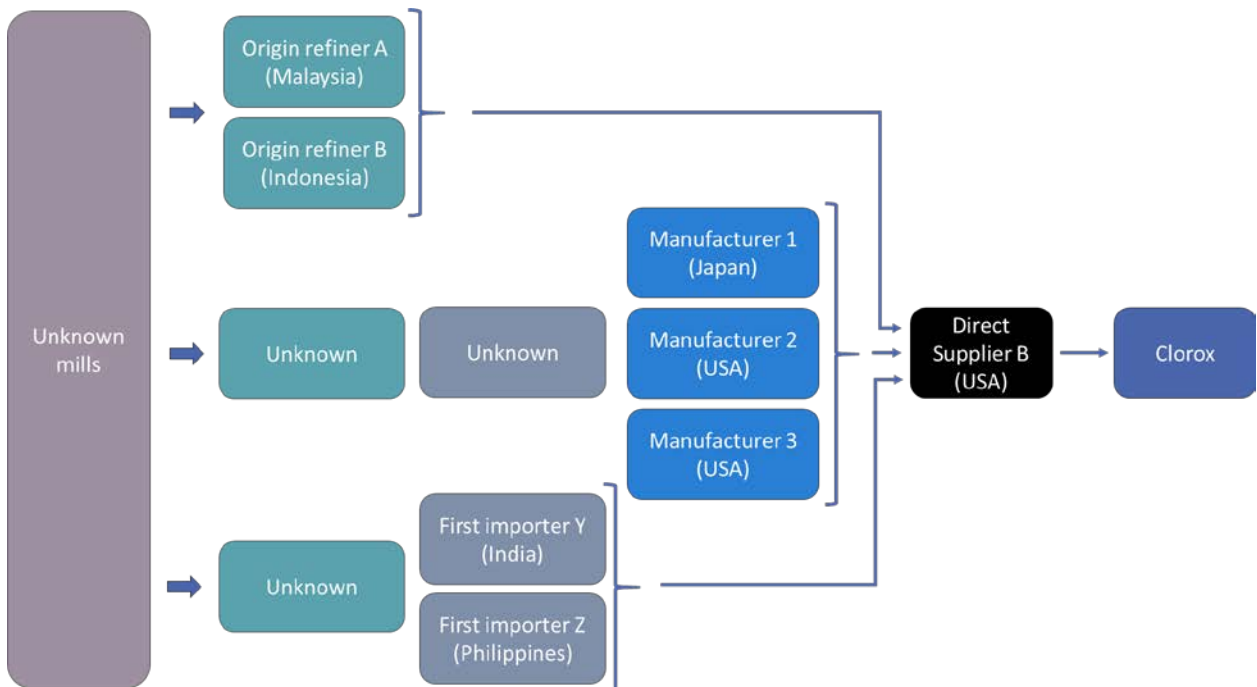 Unknown
mills
Origin refiner A
(Malaysia)
Origin refiner B
(Indonesia)
Unknown
Unknown
Manufacturer 1
(Japan)
Manufacturer 2
(USA)
Manufacturer 3
(USA)
Unknown
First importer Y
(India)
First importer Z
(Philippines)
Direct
Supplier B
(USA)
Clorox